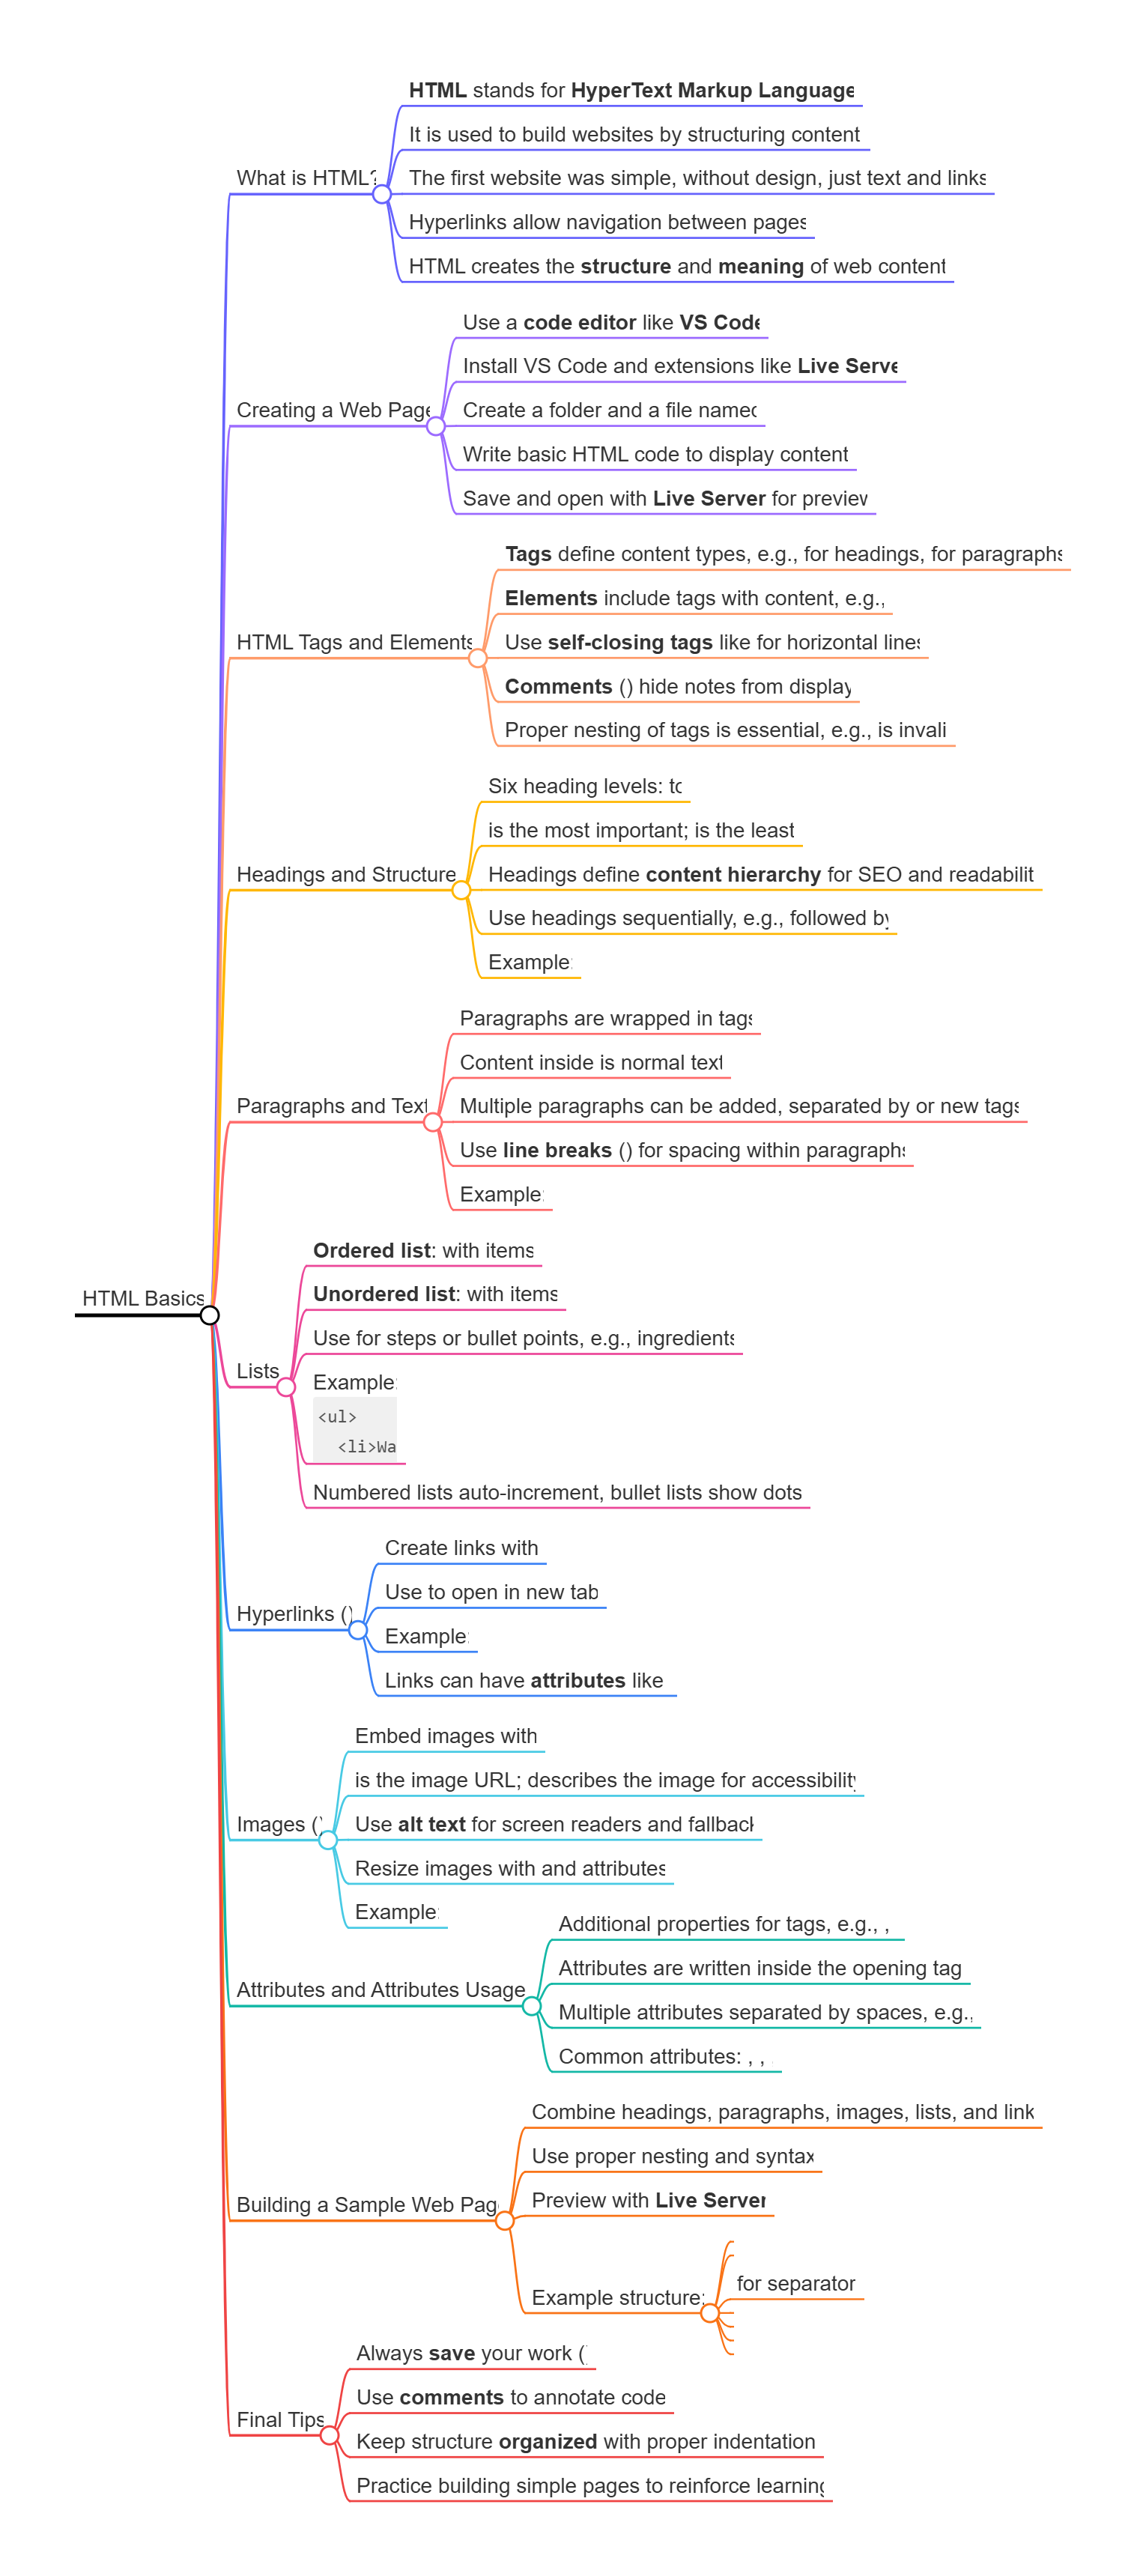 HTML stands for HyperText Markup Language
It is used to build websites by structuring content
What is HTML?
The first website was simple, without design, just text and links
Hyperlinks allow navigation between pages
HTML creates the structure and meaning of web content
Use a code editor like VS Code
Install VS Code and extensions like Live Serve
Creating a Web Page
Create a folder and a file named
Write basic HTML code to display content
Save and open with Live Server for preview
Tags define content types, e.g., for headings, for paragraphs
Elements include tags with content, e.g.,
HTML Tags and Elements
Use self-closing tags like for horizontal lines
Comments () hide notes from display
Proper nesting of tags is essential, e.g., is invali
Six heading levels: to
is the most important; is the least
Headings and Structure
Headings define content hierarchy for SEO and readabilit
Use headings sequentially, e.g., followed by
Example:
Paragraphs are wrapped in tags
Content inside is normal text
Paragraphs and Text
Multiple paragraphs can be added, separated by or new tags
Use line breaks () for spacing within paragraphs
Example:
Ordered list: with items
HTML Basics
Unordered list: with items
Use for steps or bullet points, e.g., ingredients
Lists
Example:
<ul>
<li>Wa
Numbered lists auto-increment, bullet lists show dots
Create links with
Use to open in new tab
Hyperlinks ()
Example:
Links can have attributes like
Embed images with
is the image URL; describes the image for accessibility
Images ()
Use alt text for screen readers and fallback
Resize images with and attributes
Example:
Additional properties for tags, e.g., ,
Attributes are written inside the opening tag
Attributes and Attributes Usage
Multiple attributes separated by spaces, e.g.,
Common attributes: , ,
Combine headings, paragraphs, images, lists, and link
Use proper nesting and syntax
Building a Sample Web Pag
Preview with Live Server
for separator
Example structure:
Always save your work (
Use comments to annotate code
Final Tips
Keep structure organized with proper indentation
Practice building simple pages to reinforce learning